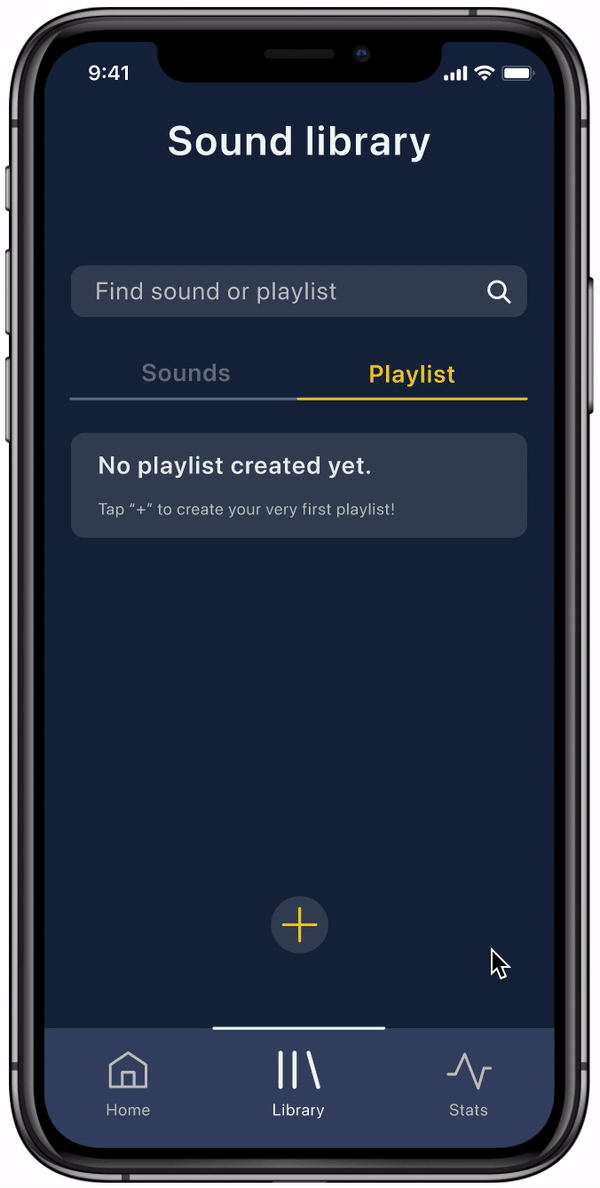 9:41
Sound library
Find sound or playlist
Sounds
Playlist
No playlist created yet.
Tap “+” to create your very first playlist!
Home
Library
Stats